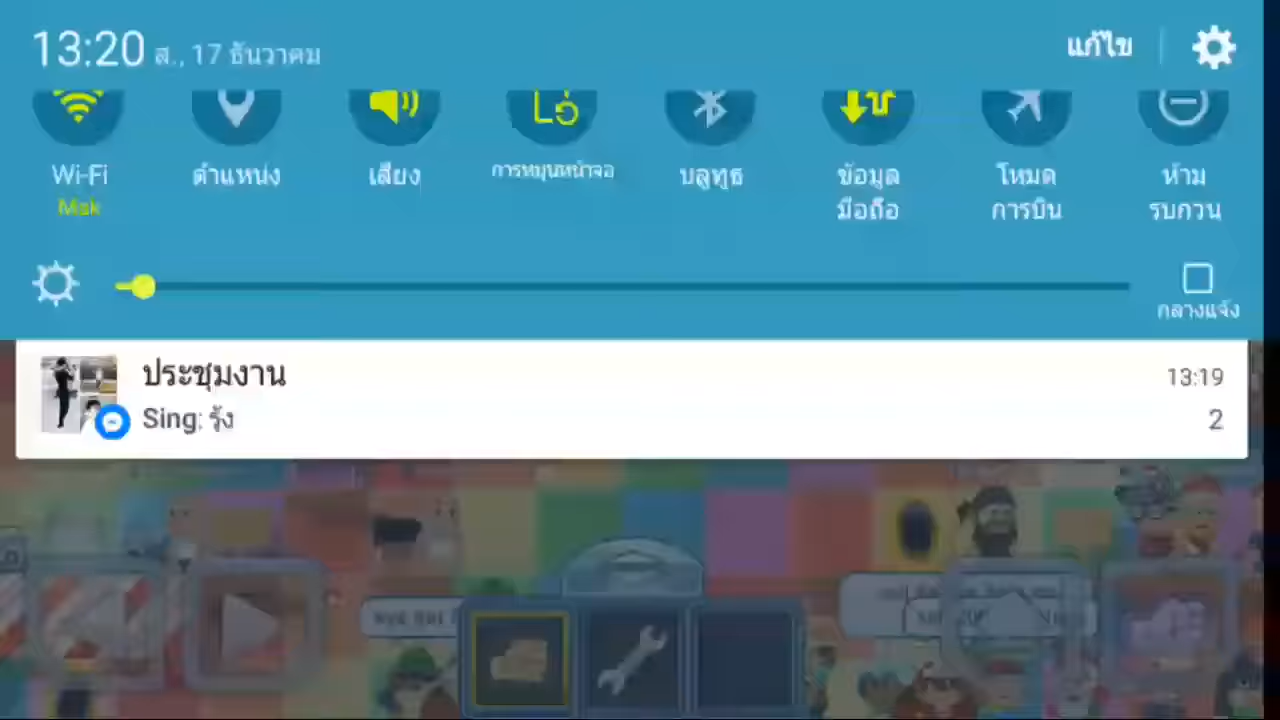 13:20 ส., 17 ธันวาคม
แก้ไข
Wi-Fi
Mak
ตำแหน่ง
เสียง
การหมุนหน้าจอ
บลูทูธ
ข้อมูล
มือถือ
โหมด
การบิน
ห้าม
รบกวน
กลางแจ้ง
ประชุมงาน
13:19
Sing: รุ้ง
2